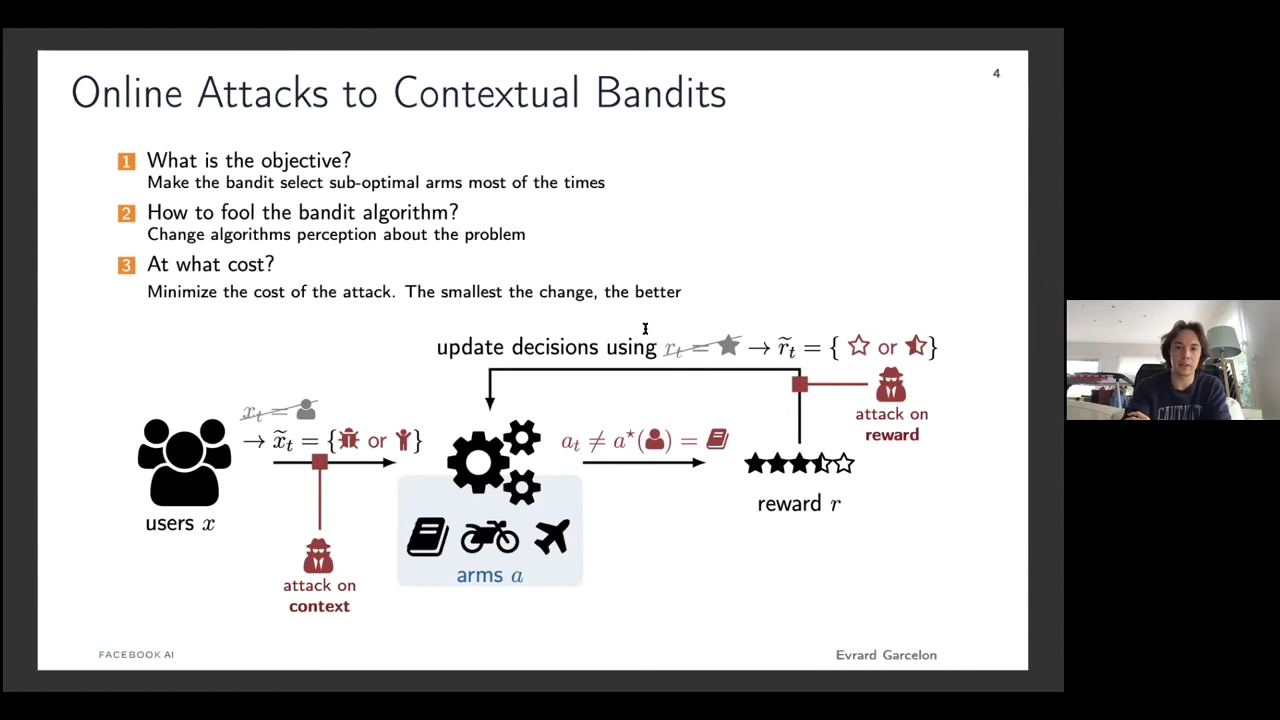 4
Online Attacks to Contextual Bandits
1 What is the objective?
Make the bandit select sub-optimal arms most of the times
2 How to fool the bandit algorithm?
Change algorithms perception about the problem
3 At what cost?
Minimize the cost of the attack. The smallest the change, the better
update decisions using r_t = ★ → r̃_t = { ☆ or ⯪ }
x_t =
→ x̃_t = { or }
a_t ≠ a⋆( ) =
attack on
reward
users x
reward r
arms a
attack on
context
FACEBOOK AI
Evrard Garcelon